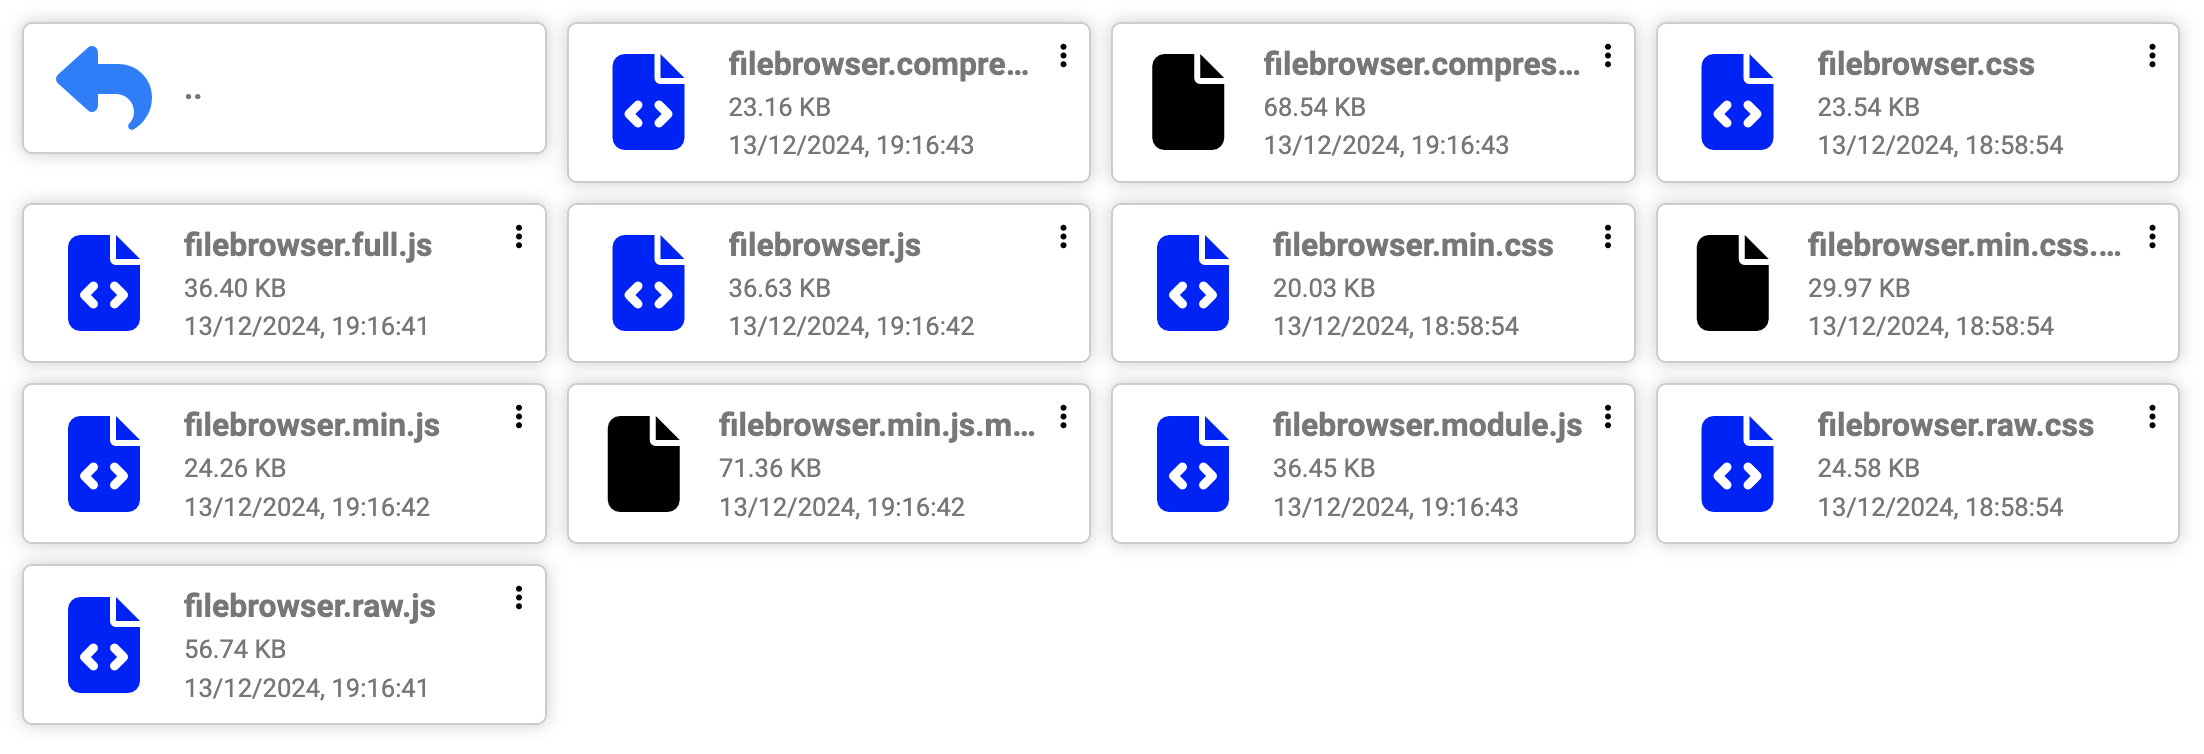 ..
filebrowser.compre...
23.16 KB
13/12/2024, 19:16:43
filebrowser.compres...
68.54 KB
13/12/2024, 19:16:43
filebrowser.css
23.54 KB
13/12/2024, 18:58:54
filebrowser.full.js
36.40 KB
13/12/2024, 19:16:41
filebrowser.js
36.63 KB
13/12/2024, 19:16:42
filebrowser.min.css
20.03 KB
13/12/2024, 18:58:54
filebrowser.min.css....
29.97 KB
13/12/2024, 18:58:54
filebrowser.min.js
24.26 KB
13/12/2024, 19:16:42
filebrowser.min.js.m...
71.36 KB
13/12/2024, 19:16:42
filebrowser.module.js
36.45 KB
13/12/2024, 19:16:43
filebrowser.raw.css
24.58 KB
13/12/2024, 18:58:54
filebrowser.raw.js
56.74 KB
13/12/2024, 19:16:41